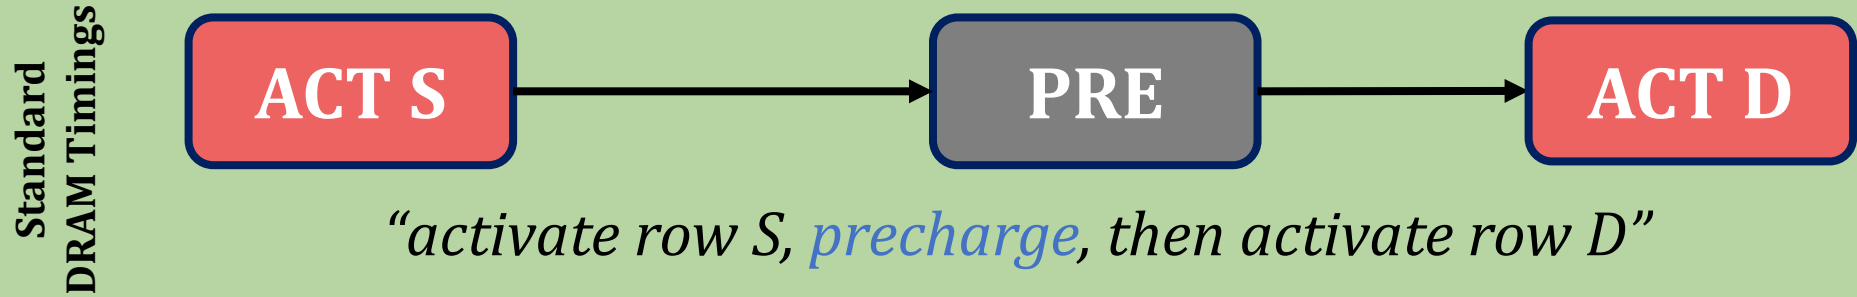 Standard
DRAM Timings
ACT S
PRE
ACT D
“activate row S, precharge, then activate row D”